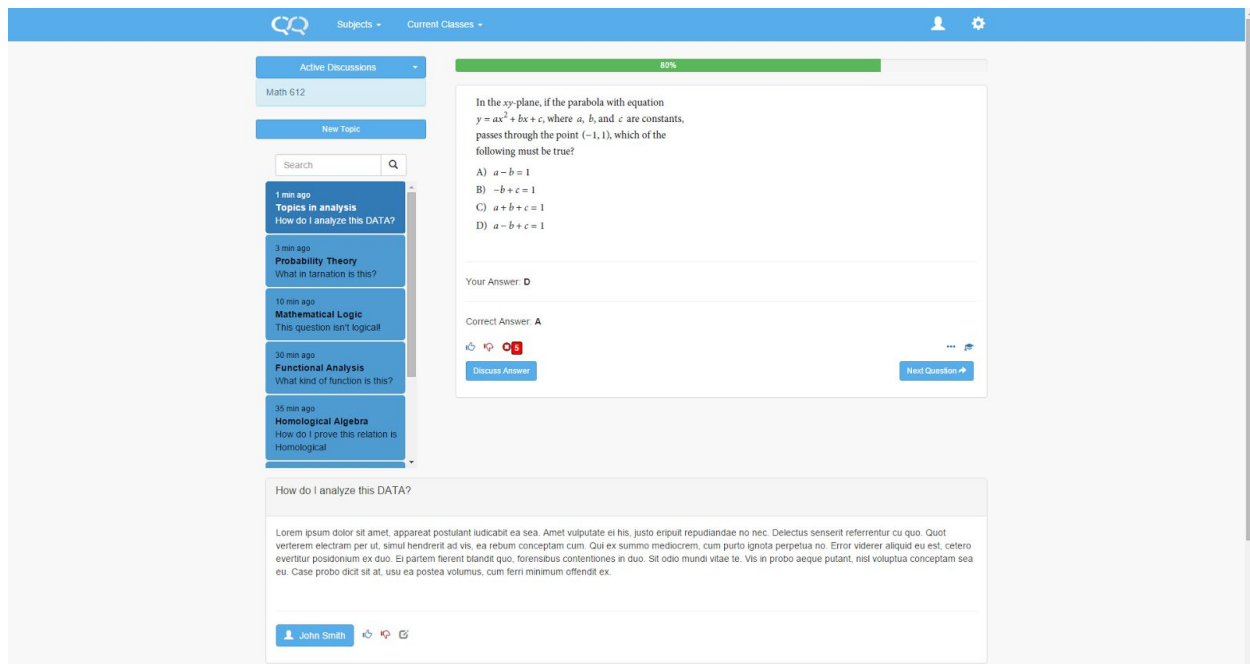 Subjects
Current Classes
Active Discussions
Math 612
New Topic
Search
1 min ago
Topics in analysis
How do I analyze this DATA?
3 min ago
Probability Theory
What in tarnation is this?
10 min ago
Mathematical Logic
This question isn't logical!
30 min ago
Functional Analysis
What kind of function is this?
35 min ago
Homological Algebra
How do I prove this relation is
Homological
80%
In the xy-plane, if the parabola with equation
y = ax² + bx + c, where a, b, and c are constants,
passes through the point (−1, 1), which of the
following must be true?
A) a − b = 1
B) −b + c = 1
C) a + b + c = 1
D) a − b + c = 1
Your Answer: D
Correct Answer: A
5
Discuss Answer
Next Question
How do I analyze this DATA?
Lorem ipsum dolor sit amet, appareat postulant iudicabit ea sea. Amet vulputate ei his, justo eripuit repudiandae no nec. Delectus senserit referrentur cu quo. Quot
verterem electram per ut, simul hendrerit ad vis, ea rebum conceptam cum. Qui ex summo mediocrem, cum purto ignota perpetua no. Error viderer aliquid eu est, cetero
evertitur posidonium ex duo. Ei partem fierent blandit quo, forensibus contentiones in duo. Sit odio mundi vitae te. Vis in probo aeque putant, nisl voluptua conceptam sea
eu. Case probo dicit sit at, usu ea postea volumus, cum ferri minimum offendit ex.
John Smith